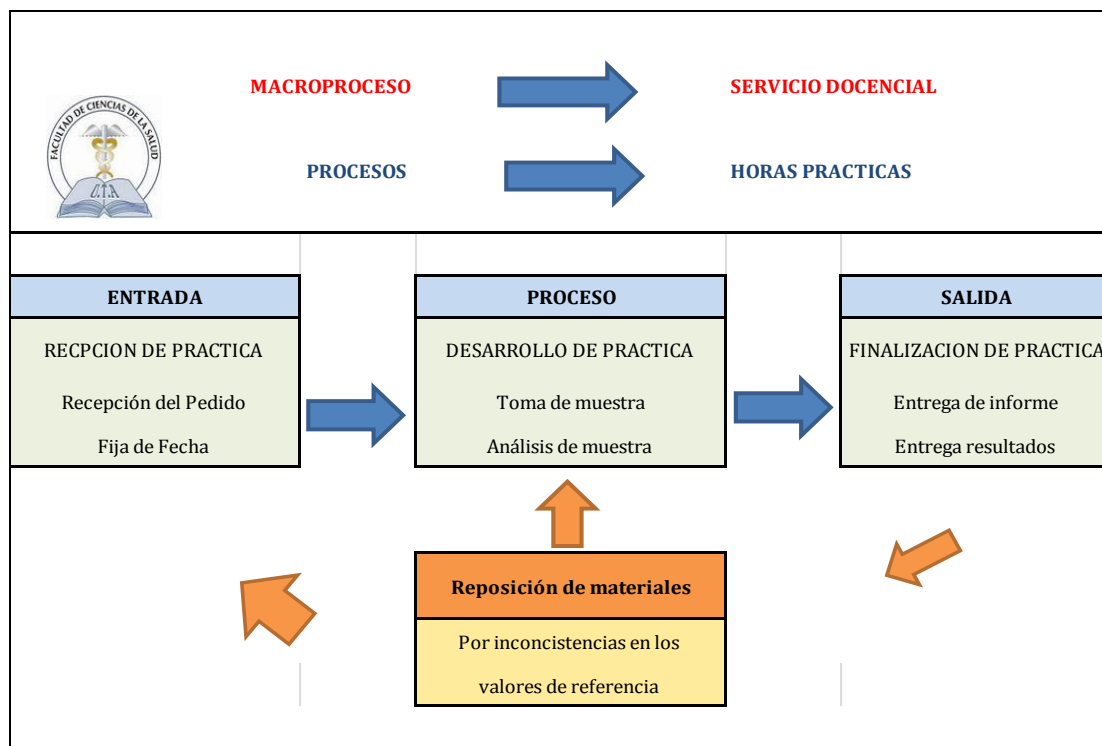 MACROPROCESO
SERVICIO DOCENCIAL
FACULTAD DE CIENCIAS DE LA SALUD
U.T.A
PROCESOS
HORAS PRACTICAS
ENTRADA
RECPCION DE PRACTICA
Recepción del Pedido
Fija de Fecha
PROCESO
DESARROLLO DE PRACTICA
Toma de muestra
Análisis de muestra
SALIDA
FINALIZACION DE PRACTICA
Entrega de informe
Entrega resultados
Reposición de materiales
Por inconcistencias en los
valores de referencia